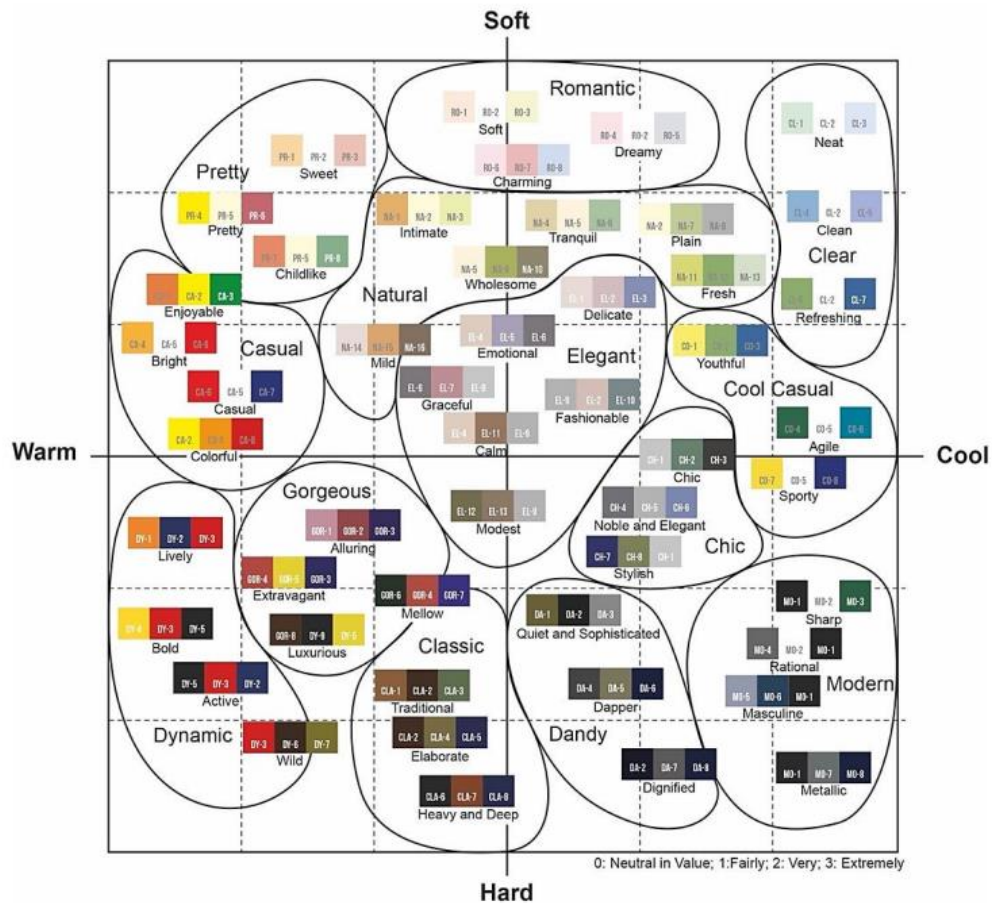 Soft
Romantic
RO-1 RO-2 RO-3
Soft
RO-4 RO-2 RO-5
Dreamy
RO-6 RO-7 RO-8
Charming
CL-1 CL-2 CL-3
Neat
CL-4 CL-2 CL-5
Clean
Clear
CL-2 CL-7
Refreshing
PR-1 PR-2 PR-3
Sweet
Pretty
PR-4 PR-5 PR-6
Pretty
PR-5 PR-8
Childlike
NA-1 NA-2 NA-3
Intimate
NA-4 NA-5 NA-6
Tranquil
NA-2 NA-7 NA-8
Plain
NA-5 NA-10
Wholesome
NA-11 NA-13
Fresh
Natural
NA-14 NA-15 NA-16
Mild
CA-2 CA-3
Enjoyable
CA-4 CA-5 CA-6
Bright
Casual
CA-6 CA-5 CA-7
Casual
CA-2 CA-6
Colorful
EL-1 EL-2 EL-3
Delicate
EL-4 EL-5 EL-6
Emotional
Elegant
EL-6 EL-7 EL-8
Graceful
EL-9 EL-2 EL-10
Fashionable
EL-4 EL-11 EL-6
Calm
EL-12 EL-13 EL-9
Modest
CO-1 CO-3
Youthful
Cool Casual
CO-4 CO-5 CO-6
Agile
CO-7 CO-5 CO-6
Sporty
Warm
Cool
CH-1 CH-2 CH-3
Chic
CH-4 CH-5 CH-6
Noble and Elegant
Chic
CH-7 CH-8 CH-1
Stylish
Gorgeous
GOR-1 GOR-2 GOR-3
Alluring
GOR-4 GOR-5 GOR-3
Extravagant
GOR-6 GOR-4 GOR-7
Mellow
GOR-8 DY-8 DY-5
Luxurious
DY-1 DY-2 DY-3
Lively
DY-4 DY-3 DY-5
Bold
DY-5 DY-3 DY-2
Active
Dynamic
DY-3 DY-6 DY-7
Wild
Classic
CLA-1 CLA-2 CLA-3
Traditional
CLA-2 CLA-4 CLA-5
Elaborate
CLA-6 CLA-7 CLA-8
Heavy and Deep
DA-1 DA-2 DA-3
Quiet and Sophisticated
DA-4 DA-5 DA-6
Dapper
Dandy
DA-2 DA-7 DA-8
Dignified
MO-1 MO-2 MO-3
Sharp
MO-4 MO-2 MO-1
Rational
Modern
MO-5 MO-6 MO-1
Masculine
MO-1 MO-7 MO-8
Metallic
0: Neutral in Value; 1:Fairly; 2: Very; 3: Extremely
Hard